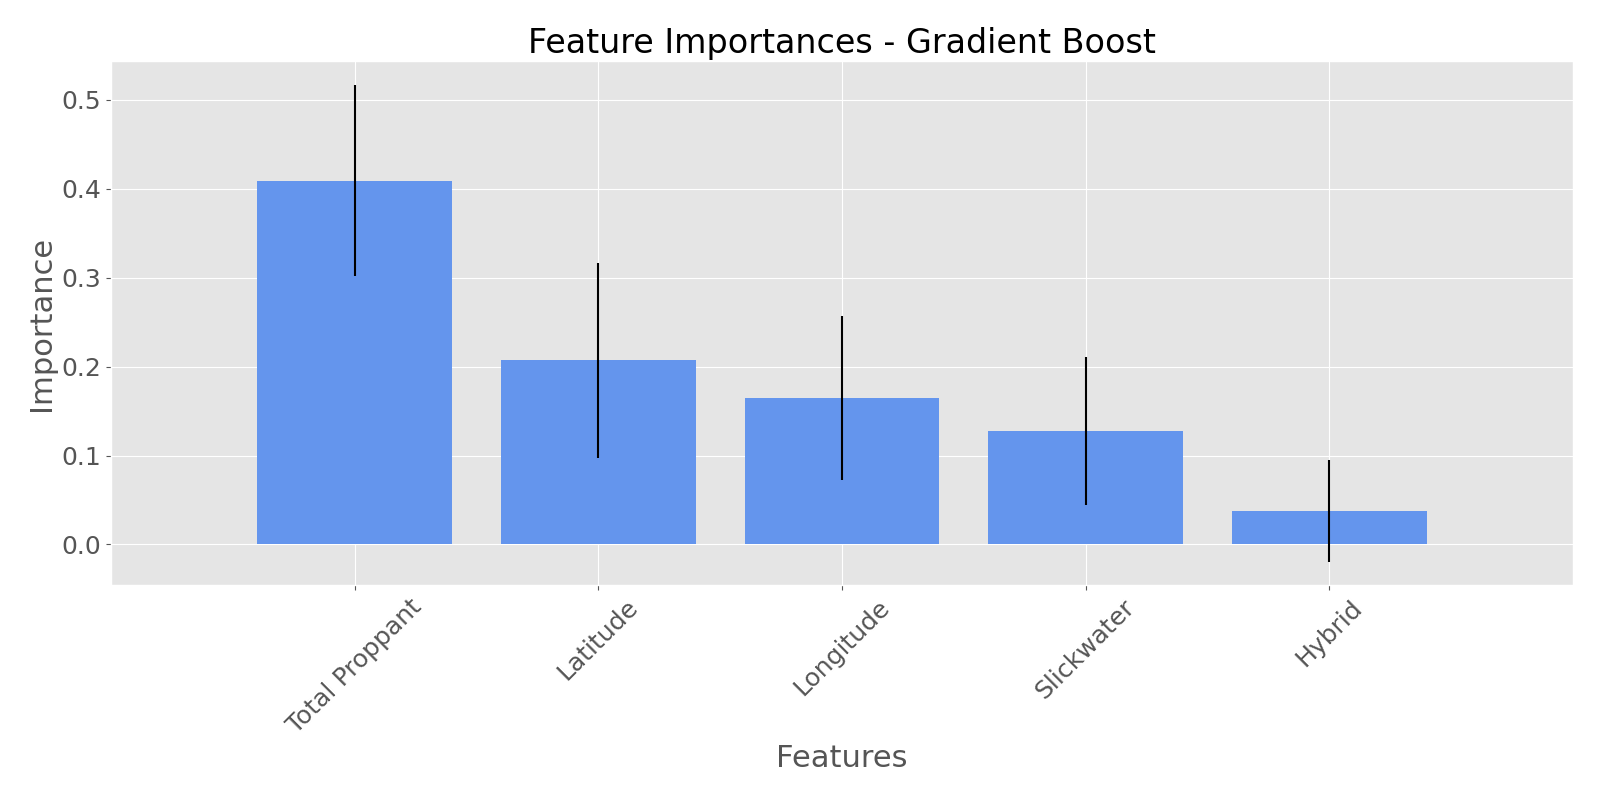 Feature Importances - Gradient Boost
Importance
0.5
0.4
0.3
0.2
0.1
0.0
Total Proppant
Latitude
Longitude
Slickwater
Hybrid
Features